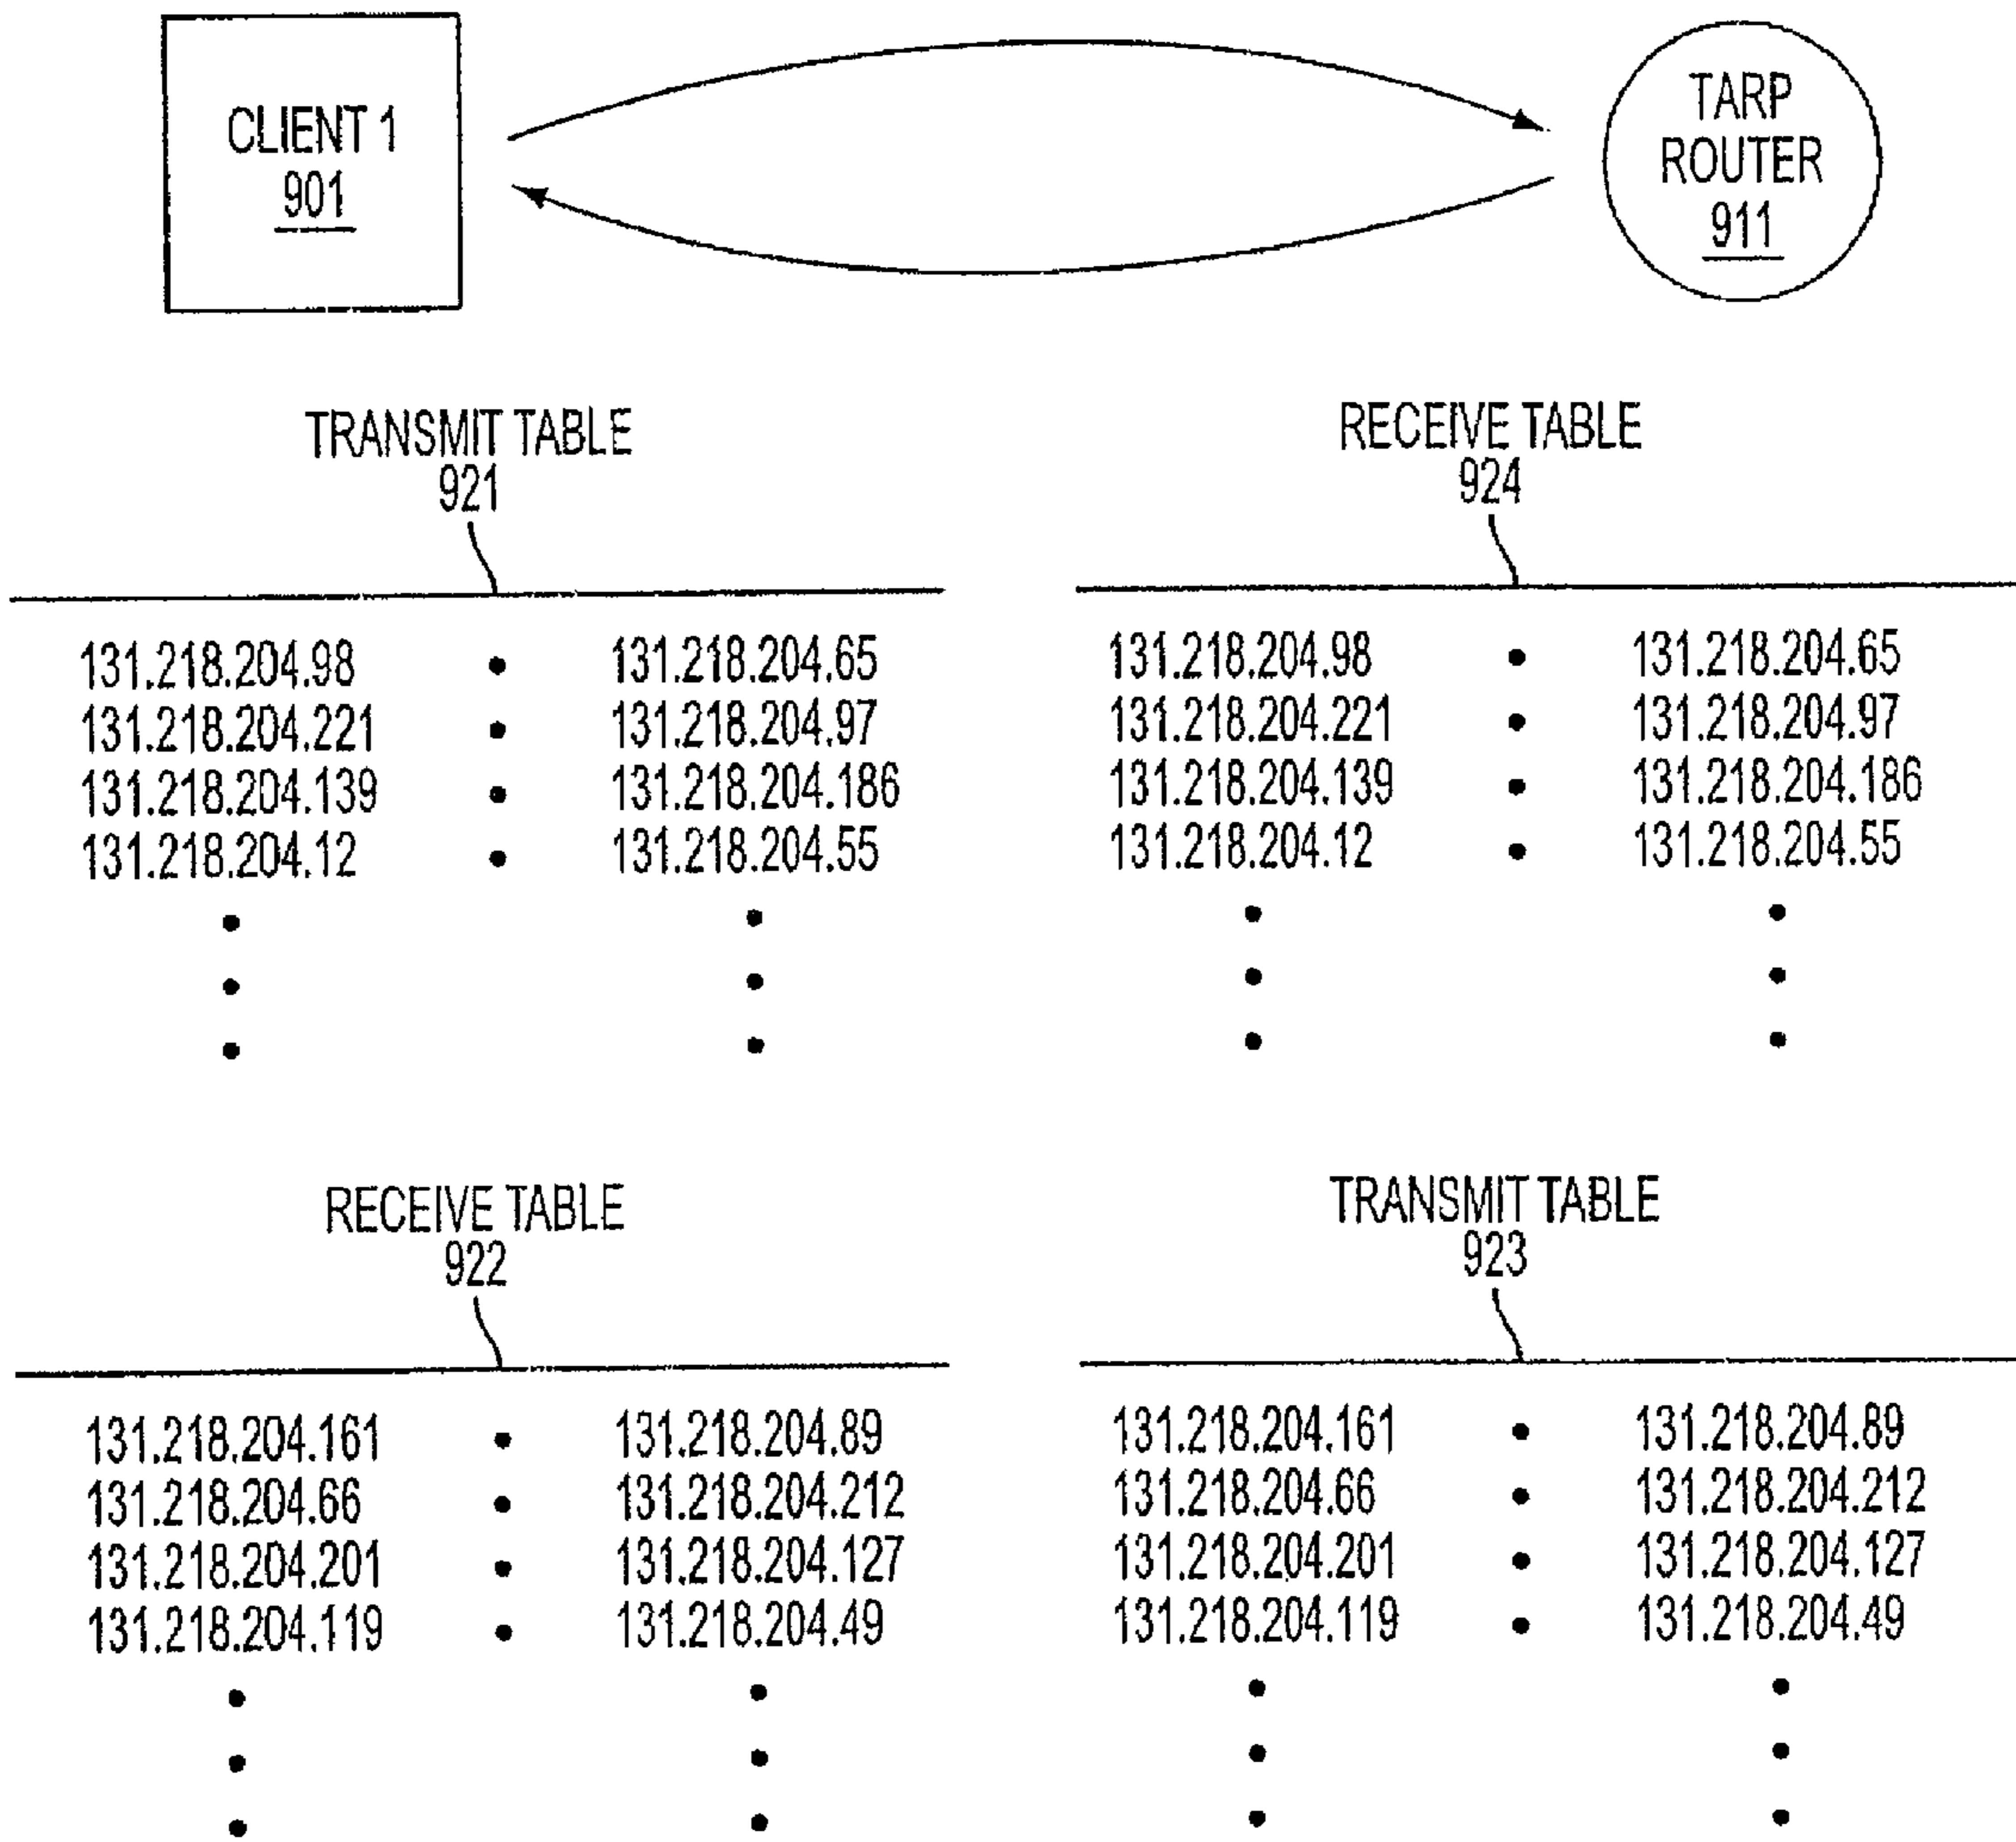 CLIENT 1
901
TARP
ROUTER
911
TRANSMIT TABLE
921
131.218.204.98 • 131.218.204.65
131.218.204.221 • 131.218.204.97
131.218.204.139 • 131.218.204.186
131.218.204.12 • 131.218.204.55
RECEIVE TABLE
924
131.218.204.98 • 131.218.204.65
131.218.204.221 • 131.218.204.97
131.218.204.139 • 131.218.204.186
131.218.204.12 • 131.218.204.55
RECEIVE TABLE
922
131.218.204.161 • 131.218.204.89
131.218.204.66 • 131.218.204.212
131.218.204.201 • 131.218.204.127
131.218.204.119 • 131.218.204.49
TRANSMIT TABLE
923
131.218.204.161 • 131.218.204.89
131.218.204.66 • 131.218.204.212
131.218.204.201 • 131.218.204.127
131.218.204.119 • 131.218.204.49